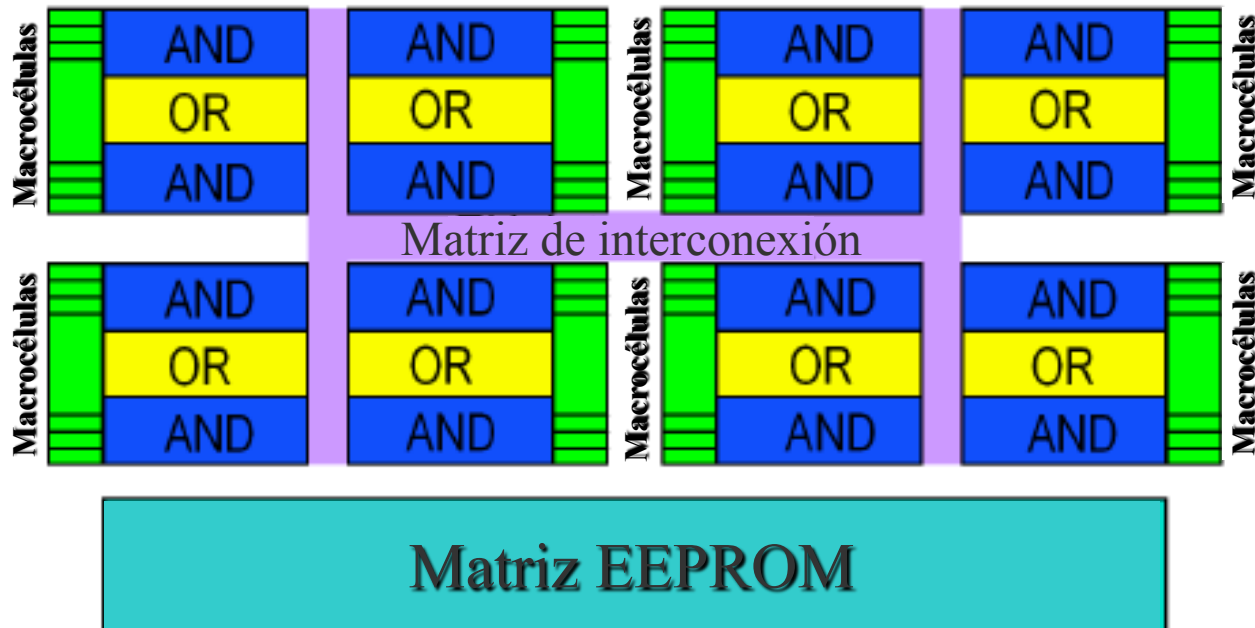 Macrocélulas AND AND Macrocélulas AND AND Macrocélulas
OR OR OR OR
AND AND AND AND
Matriz de interconexión
Macrocélulas AND AND Macrocélulas AND AND Macrocélulas
OR OR OR OR
AND AND AND AND
Matriz EEPROM